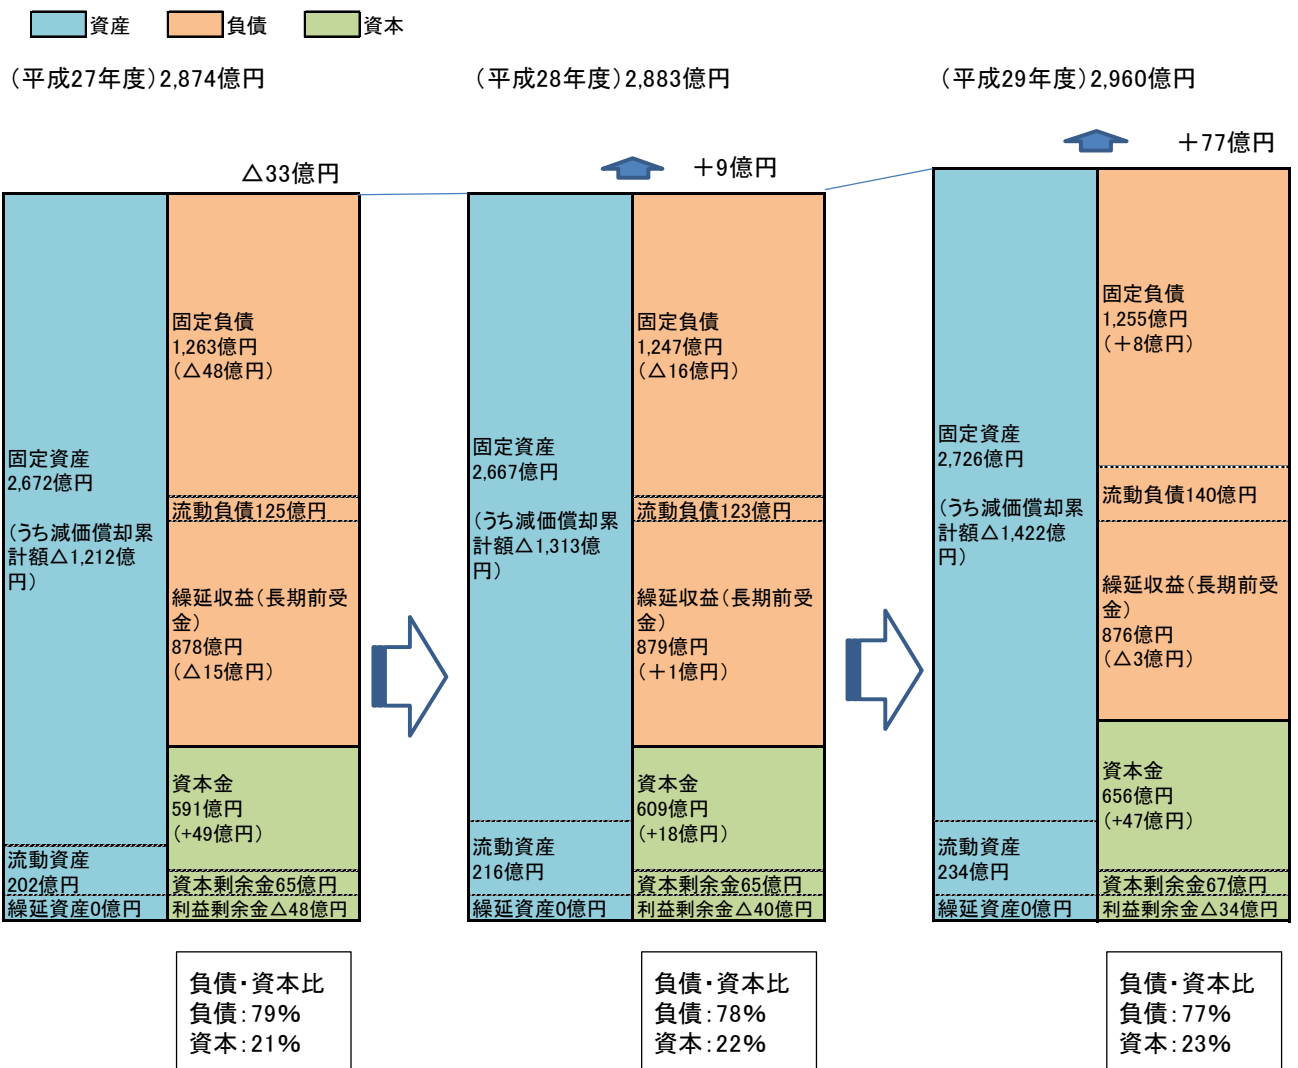 資産 負債 資本
（平成27年度）2,874億円
△33億円
固定資産
2,672億円
（うち減価償却累
計額△1,212億
円）
流動資産
202億円
繰延資産0億円
固定負債
1,263億円
（△48億円）
流動負債125億円
繰延収益（長期前受
金）
878億円
（△15億円）
資本金
591億円
（+49億円）
資本剰余金65億円
利益剰余金△48億円
負債・資本比
負債：79%
資本：21%
（平成28年度）2,883億円
＋9億円
固定資産
2,667億円
（うち減価償却累
計額△1,313億
円）
流動資産
216億円
繰延資産0億円
固定負債
1,247億円
（△16億円）
流動負債123億円
繰延収益（長期前受
金）
879億円
（＋1億円）
資本金
609億円
（+18億円）
資本剰余金65億円
利益剰余金△40億円
負債・資本比
負債：78%
資本：22%
（平成29年度）2,960億円
＋77億円
固定資産
2,726億円
（うち減価償却累
計額△1,422億
円）
流動資産
234億円
繰延資産0億円
固定負債
1,255億円
（＋8億円）
流動負債140億円
繰延収益（長期前受
金）
876億円
（△3億円）
資本金
656億円
（+47億円）
資本剰余金67億円
利益剰余金△34億円
負債・資本比
負債：77%
資本：23%